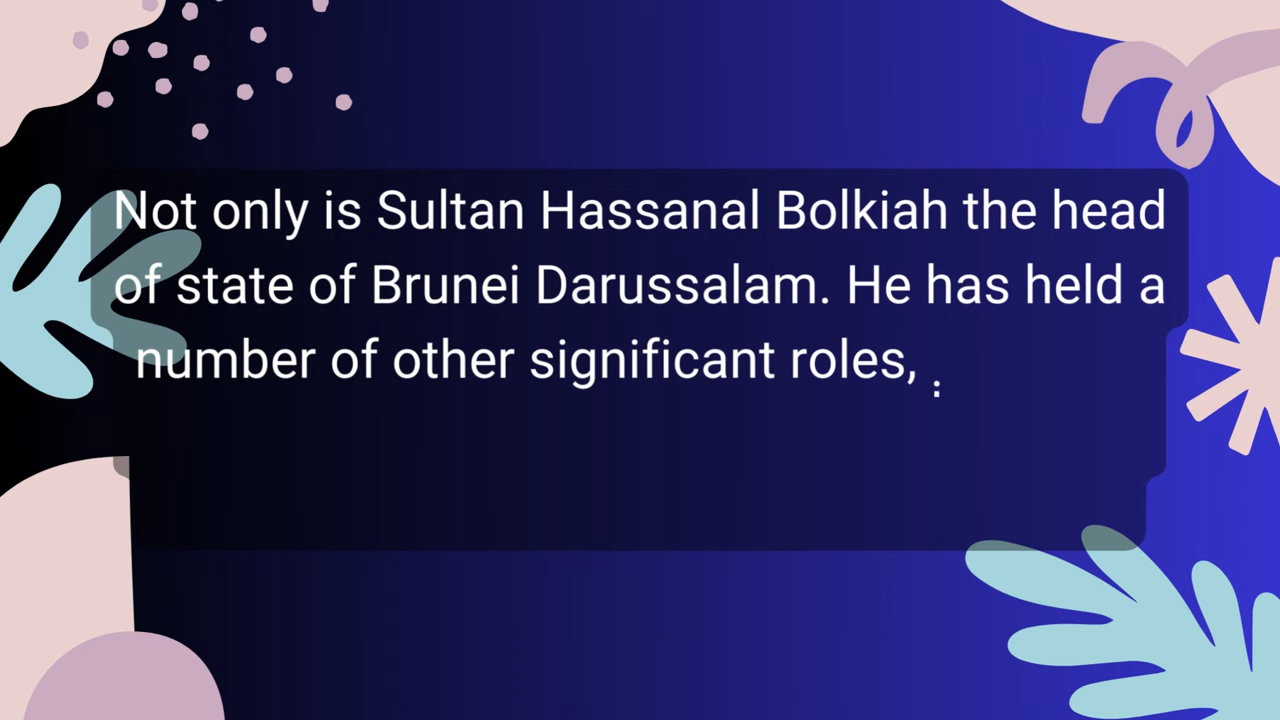 Not only is Sultan Hassanal Bolkiah the head
of state of Brunei Darussalam. He has held a
number of other significant roles,